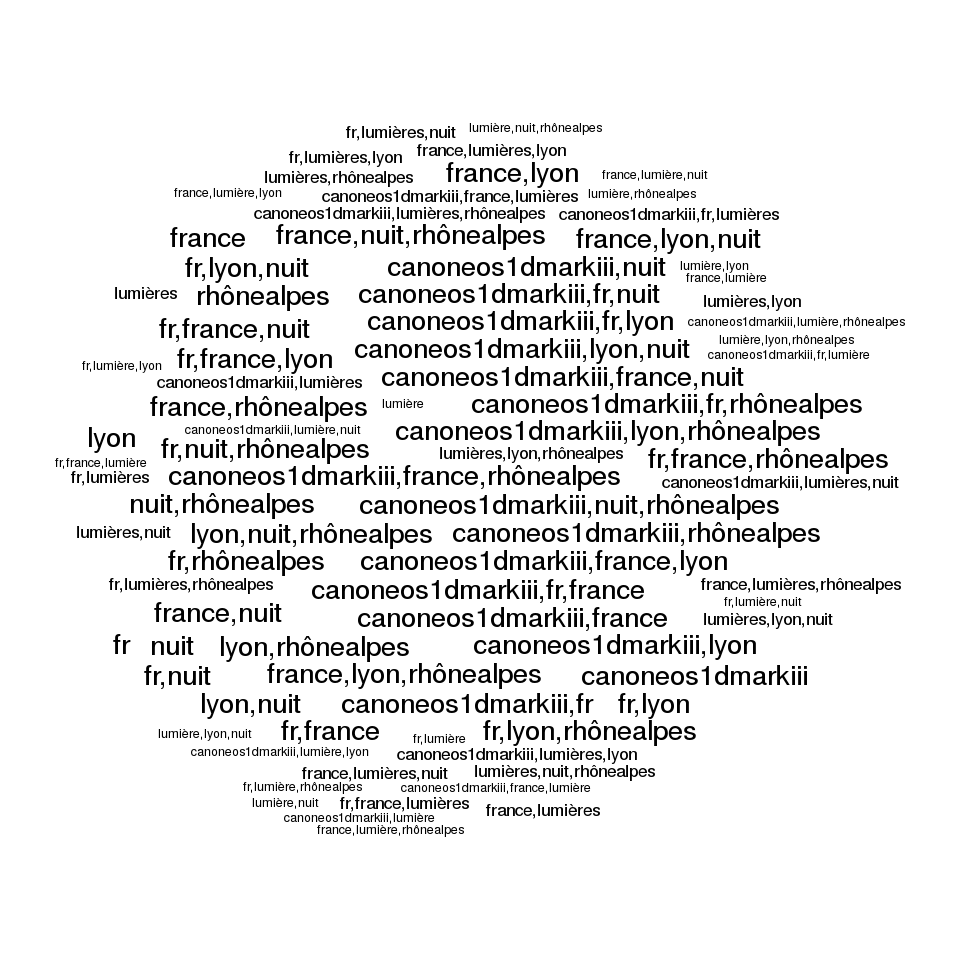 fr,lumières,nuit lumière,nuit,rhônealpes
fr,lumières,lyon france,lumières,lyon
lumières,rhônealpes france,lyon france,lumière,nuit
france,lumière,lyon canoneos1dmarkiii,france,lumières lumière,rhônealpes
canoneos1dmarkiii,lumières,rhônealpes canoneos1dmarkiii,fr,lumières
france france,nuit,rhônealpes france,lyon,nuit
fr,lyon,nuit canoneos1dmarkiii,nuit lumière,lyon
france,lumière
lumières rhônealpes canoneos1dmarkiii,fr,nuit lumières,lyon
fr,france,nuit canoneos1dmarkiii,fr,lyon canoneos1dmarkiii,lumière,rhônealpes
canoneos1dmarkiii,lyon,nuit lumière,lyon,rhônealpes
fr,lumière,lyon fr,france,lyon canoneos1dmarkiii,fr,lumière
canoneos1dmarkiii,lumières canoneos1dmarkiii,france,nuit
france,rhônealpes lumière canoneos1dmarkiii,fr,rhônealpes
lyon canoneos1dmarkiii,lumière,nuit canoneos1dmarkiii,lyon,rhônealpes
fr,nuit,rhônealpes lumières,lyon,rhônealpes fr,france,rhônealpes
fr,france,lumière
fr,lumières canoneos1dmarkiii,france,rhônealpes canoneos1dmarkiii,lumières,nuit
nuit,rhônealpes canoneos1dmarkiii,nuit,rhônealpes
lumières,nuit lyon,nuit,rhônealpes canoneos1dmarkiii,rhônealpes
fr,rhônealpes canoneos1dmarkiii,france,lyon
fr,lumières,rhônealpes canoneos1dmarkiii,fr,france france,lumières,rhônealpes
fr,lumière,nuit
france,nuit canoneos1dmarkiii,france lumières,lyon,nuit
fr nuit lyon,rhônealpes canoneos1dmarkiii,lyon
fr,nuit france,lyon,rhônealpes canoneos1dmarkiii
lyon,nuit canoneos1dmarkiii,fr fr,lyon
lumière,lyon,nuit fr,france fr,lumière fr,lyon,rhônealpes
canoneos1dmarkiii,lumière,lyon canoneos1dmarkiii,lumières,lyon
france,lumières,nuit lumières,nuit,rhônealpes
fr,lumière,rhônealpes canoneos1dmarkiii,france,lumière
lumière,nuit fr,france,lumières france,lumières
canoneos1dmarkiii,lumière
france,lumière,rhônealpes